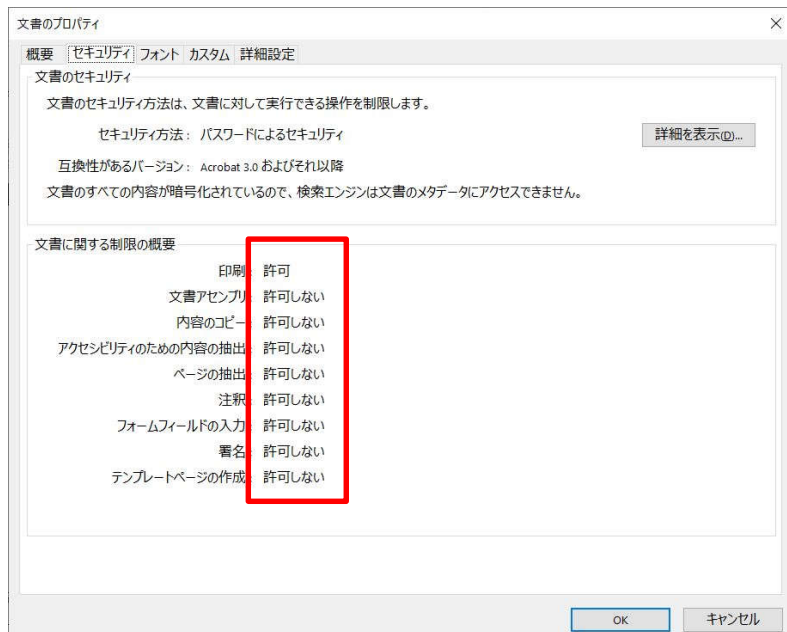 文書のプロパティ
概要 セキュリティ フォント カスタム 詳細設定
文書のセキュリティ
文書のセキュリティ方法は、文書に対して実行できる操作を制限します。
セキュリティ方法： パスワードによるセキュリティ 詳細を表示(D)...
互換性があるバージョン： Acrobat 3.0 およびそれ以降
文書のすべての内容が暗号化されているので、検索エンジンは文書のメタデータにアクセスできません。
文書に関する制限の概要
印刷 許可
文書アセンブリ 許可しない
内容のコピー 許可しない
アクセシビリティのための内容の抽出 許可しない
ページの抽出 許可しない
注釈 許可しない
フォームフィールドの入力 許可しない
署名 許可しない
テンプレートページの作成 許可しない
OK キャンセル